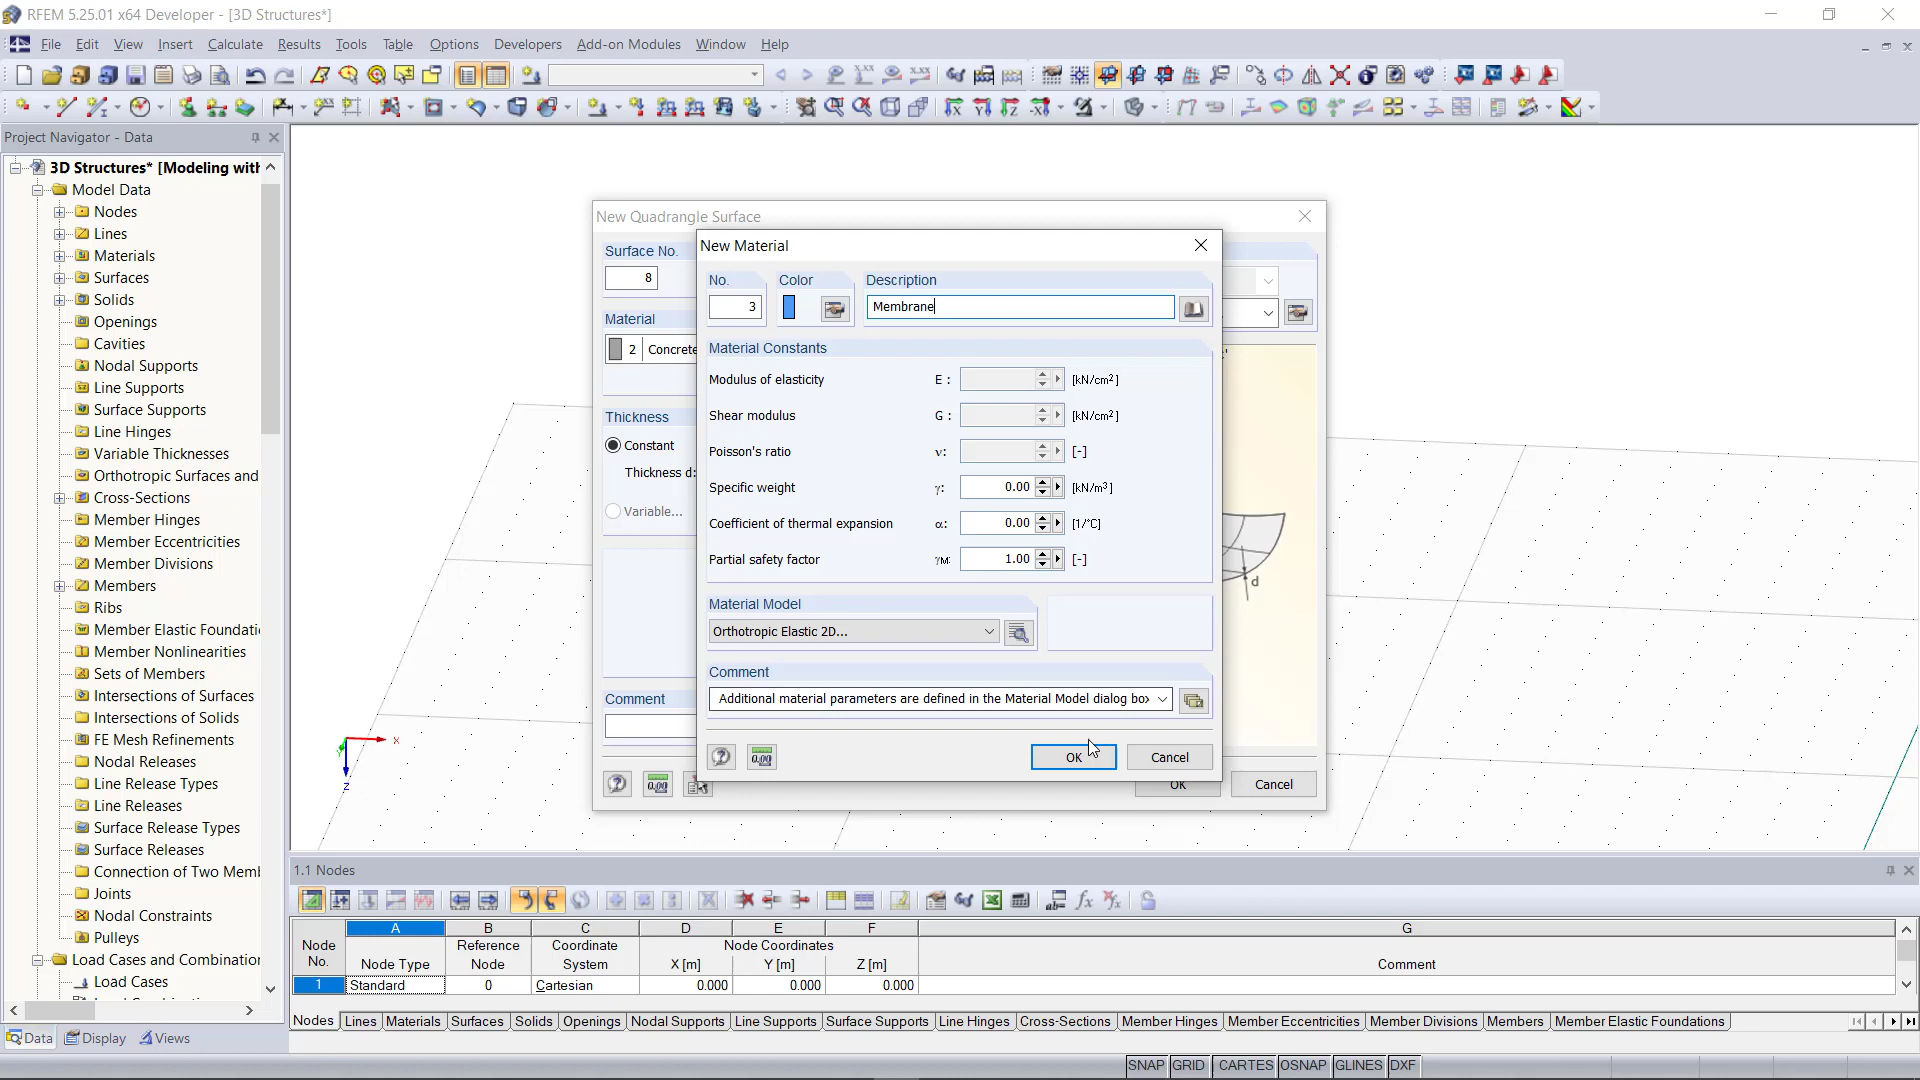 RFEM 5.25.01 x64 Developer - [3D Structures*]
File Edit View Insert Calculate Results Tools Table Options Developers Add-on Modules Window Help
Project Navigator - Data
3D Structures* [Modeling with
Model Data
Nodes
Lines
Materials
Surfaces
Solids
Openings
Cavities
Nodal Supports
Line Supports
Surface Supports
Line Hinges
Variable Thicknesses
Orthotropic Surfaces and
Cross-Sections
Member Hinges
Member Eccentricities
Member Divisions
Members
Ribs
Member Elastic Foundati
Member Nonlinearities
Sets of Members
Intersections of Surfaces
Intersections of Solids
FE Mesh Refinements
Nodal Releases
Line Release Types
Line Releases
Surface Release Types
Surface Releases
Connection of Two Memb
Joints
Nodal Constraints
Pulleys
Load Cases and Combination
Load Cases
Data Display Views
New Quadrangle Surface
Surface No.
8
Material
2 Concrete
Thickness
Constant
Thickness d:
Variable...
Comment
OK Cancel
d
New Material
No. Color Description
3 Membrane
Material Constants
Modulus of elasticity E : [kN/cm²]
Shear modulus G : [kN/cm²]
Poisson's ratio ν: [-]
Specific weight γ: 0.00 [kN/m³]
Coefficient of thermal expansion α: 0.00 [1/°C]
Partial safety factor γM: 1.00 [-]
Material Model
Orthotropic Elastic 2D...
Comment
Additional material parameters are defined in the Material Model dialog box
OK Cancel
X
Z
1.1 Nodes
A B C D E F G
Node Reference Coordinate Node Coordinates
No. Node Type Node System X [m] Y [m] Z [m] Comment
1 Standard 0 Cartesian 0.000 0.000 0.000
Nodes Lines Materials Surfaces Solids Openings Nodal Supports Line Supports Surface Supports Line Hinges Cross-Sections Member Hinges Member Eccentricities Member Divisions Members Member Elastic Foundations
SNAP GRID CARTES OSNAP GLINES DXF